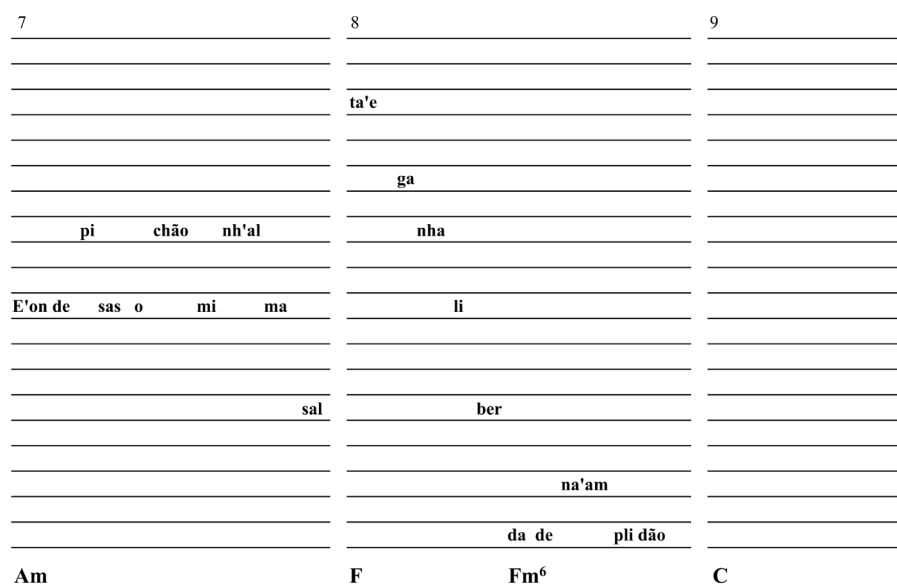 7 8 9
ta'e
ga
pi chão nh'al nha
E'on de sas o mi ma li
sal ber
na'am
da de pli dão
Am F Fm⁶ C